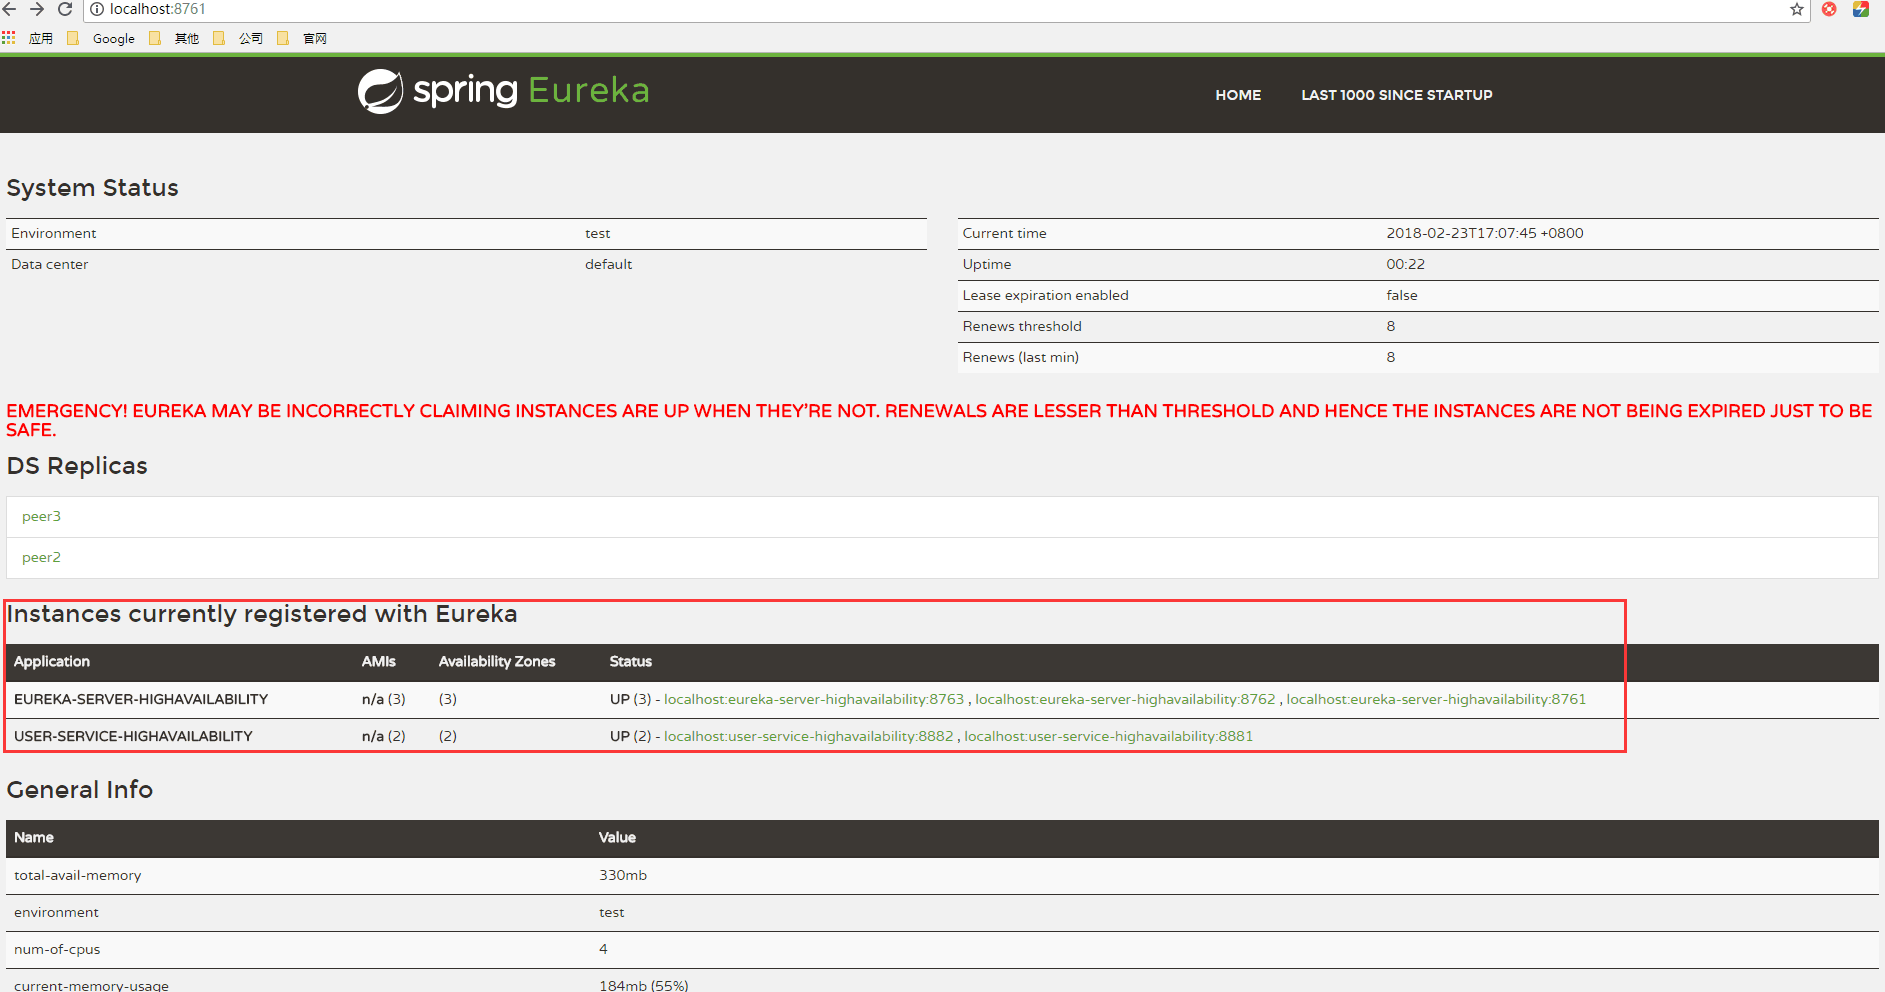 localhost:8761
应用 Google 其他 公司 官网
spring Eureka
HOME LAST 1000 SINCE STARTUP
System Status
Environment test
Data center default
Current time 2018-02-23T17:07:45 +0800
Uptime 00:22
Lease expiration enabled false
Renews threshold 8
Renews (last min) 8
EMERGENCY! EUREKA MAY BE INCORRECTLY CLAIMING INSTANCES ARE UP WHEN THEY'RE NOT. RENEWALS ARE LESSER THAN THRESHOLD AND HENCE THE INSTANCES ARE NOT BEING EXPIRED JUST TO BE
SAFE.
DS Replicas
peer3
peer2
Instances currently registered with Eureka
Application AMIs Availability Zones Status
EUREKA-SERVER-HIGHAVAILABILITY n/a (3) (3) UP (3) - localhost:eureka-server-highavailability:8763 , localhost:eureka-server-highavailability:8762 , localhost:eureka-server-highavailability:8761
USER-SERVICE-HIGHAVAILABILITY n/a (2) (2) UP (2) - localhost:user-service-highavailability:8882 , localhost:user-service-highavailability:8881
General Info
Name Value
total-avail-memory 330mb
environment test
num-of-cpus 4
current-memory-usage 184mb (55%)